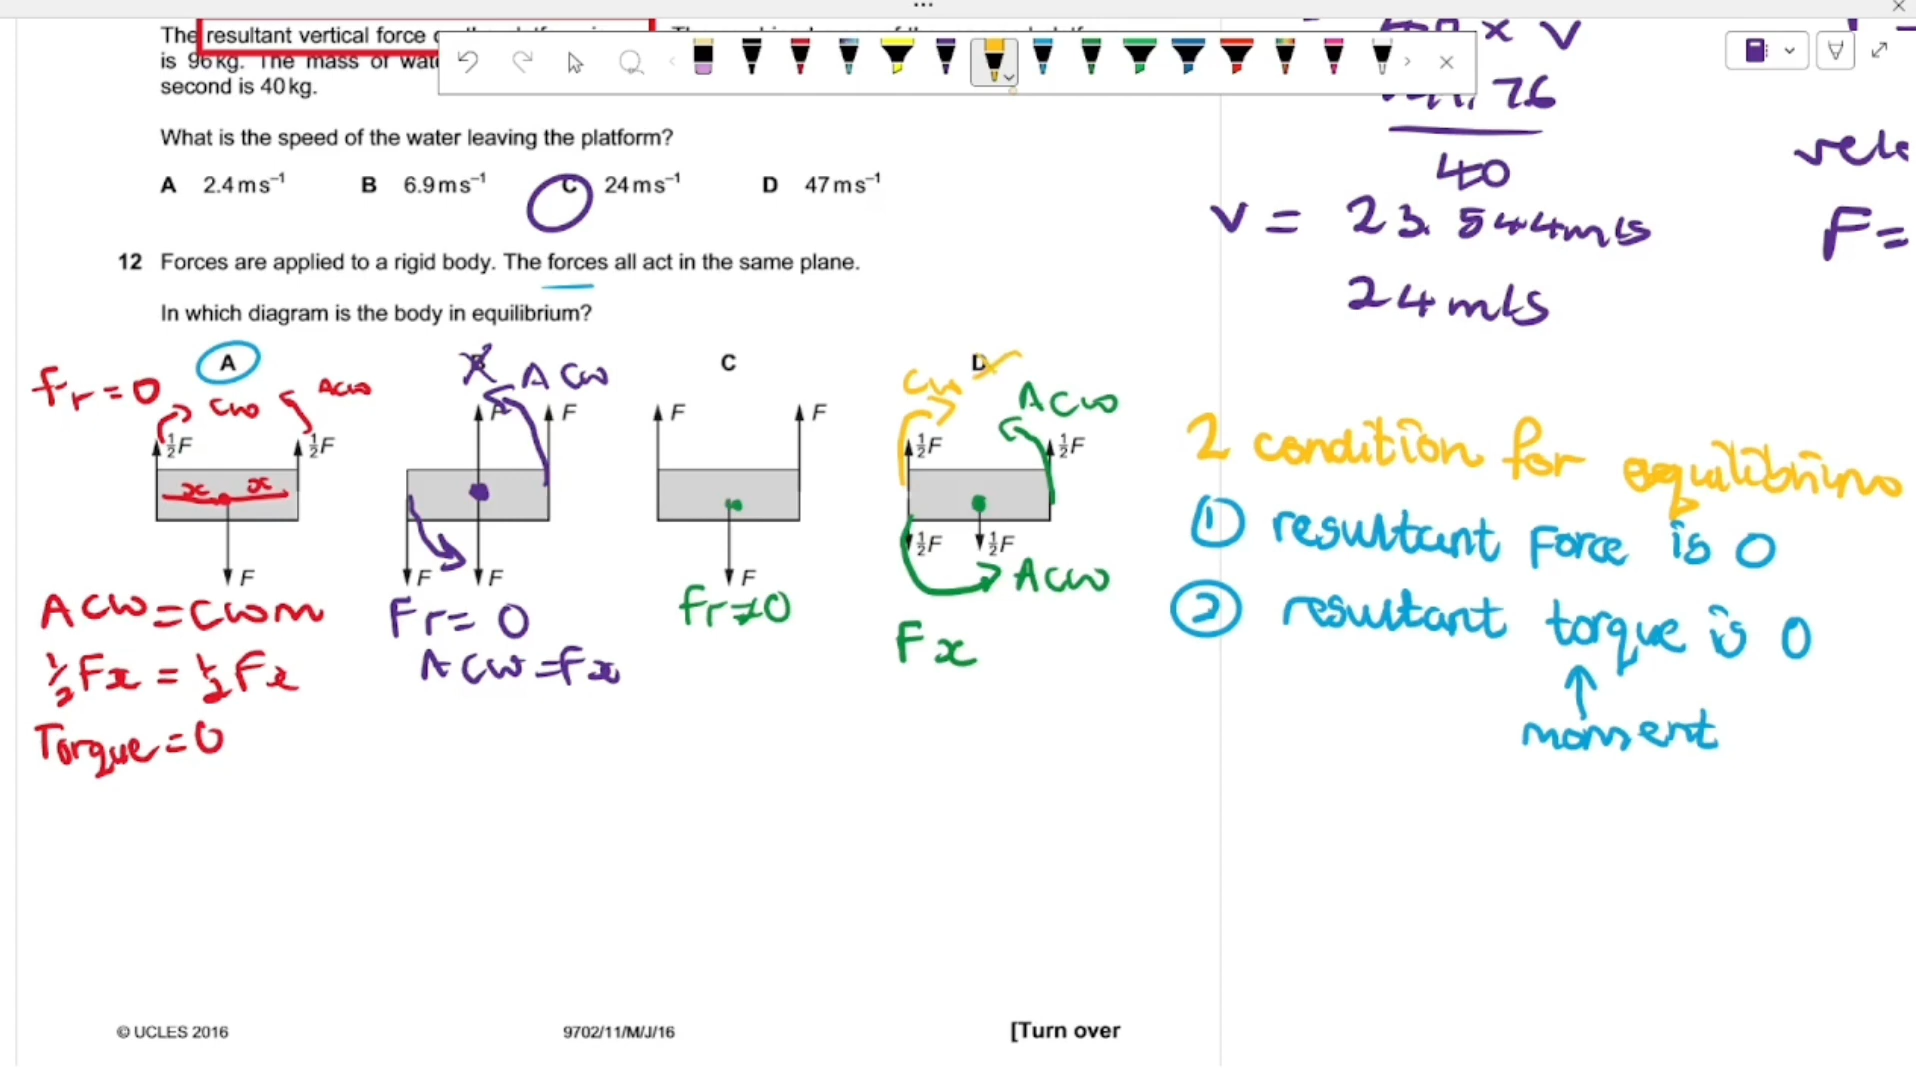 The resultant vertical force
is 96 kg. The mass of
second is 40 kg.
What is the speed of the water leaving the platform?
A 2.4 m s⁻¹ B 6.9 m s⁻¹ C 24 m s⁻¹ D 47 m s⁻¹
12 Forces are applied to a rigid body. The forces all act in the same plane.
In which diagram is the body in equilibrium?
A B C D
Fr = 0 CW ACW
½F ½F
x x
F
ACW = CWM
½Fx = ½Fx
Torque = 0
ACW
F F
F F
Fr = 0
ACW = Fx
F F
F
Fr ≠ 0
CW ACW
½F ½F
½F ½F
ACW
Fx
x V
76
40
V = 23.544 m/s
24 m/s
F =
2 condition for equilibrium
① resultant Force is 0
② resultant torque is 0
↑
moment
© UCLES 2016 9702/11/M/J/16 [Turn over